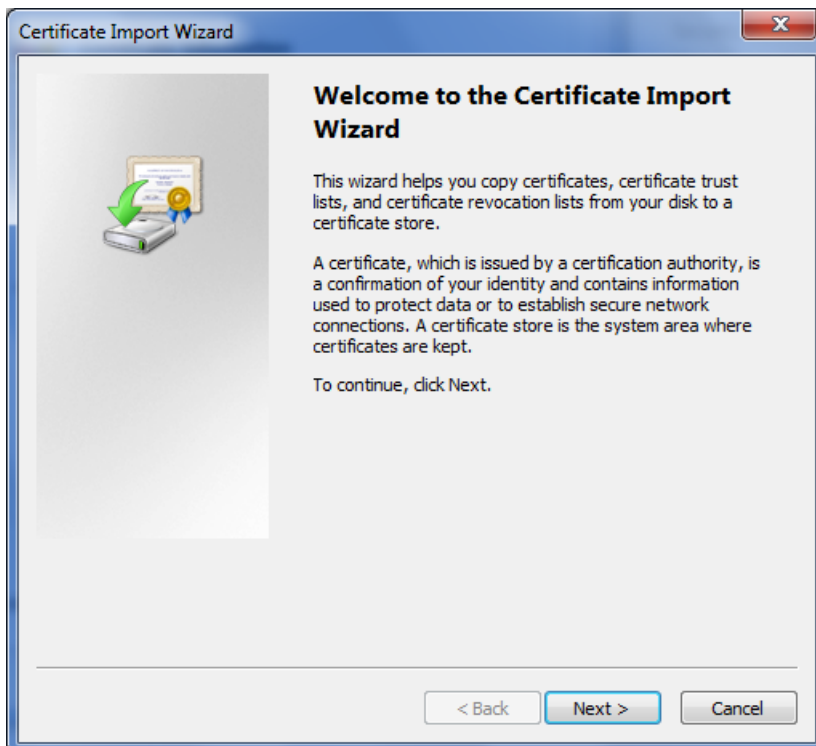 Certificate Import Wizard
Welcome to the Certificate Import
Wizard
This wizard helps you copy certificates, certificate trust
lists, and certificate revocation lists from your disk to a
certificate store.
A certificate, which is issued by a certification authority, is
a confirmation of your identity and contains information
used to protect data or to establish secure network
connections. A certificate store is the system area where
certificates are kept.
To continue, click Next.
< Back Next > Cancel